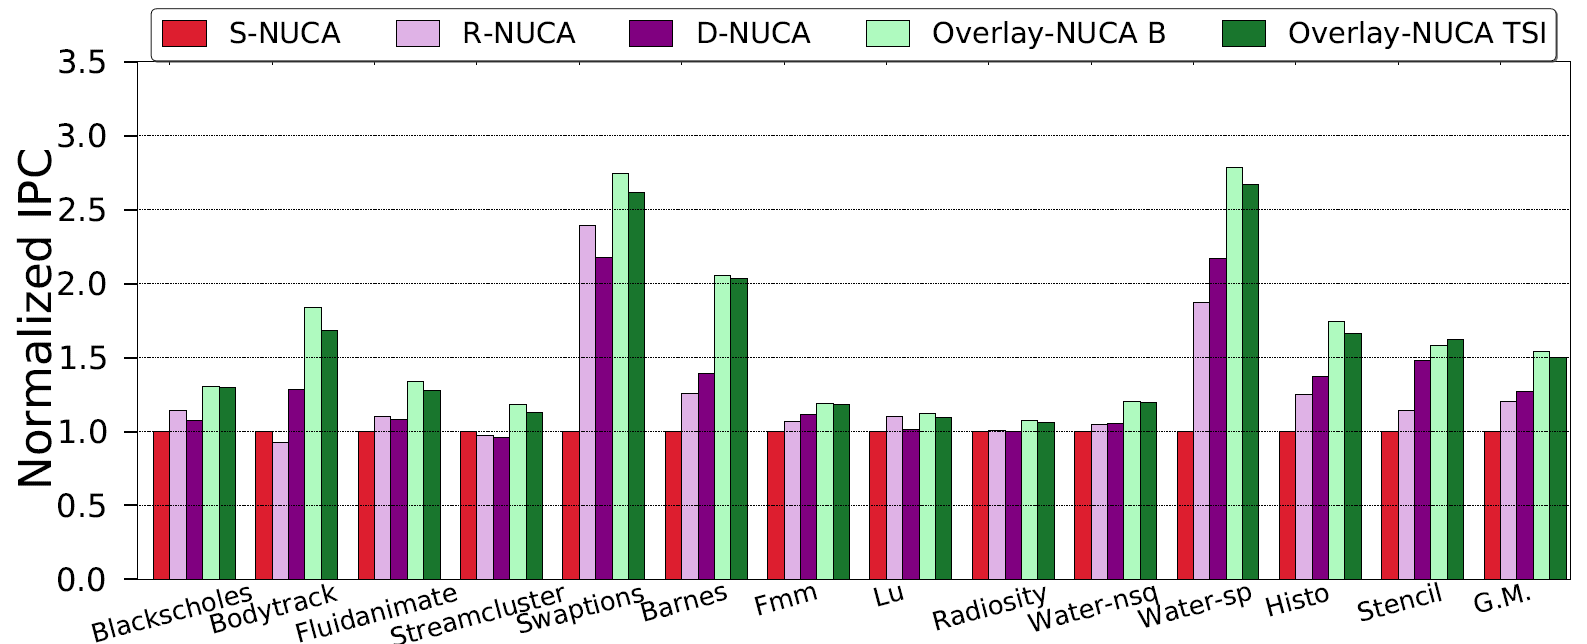 S-NUCA R-NUCA D-NUCA Overlay-NUCA B Overlay-NUCA TSI
Normalized IPC
3.5
3.0
2.5
2.0
1.5
1.0
0.5
0.0
Blackscholes Bodytrack Fluidanimate Streamcluster Swaptions Barnes Fmm Lu Radiosity Water-nsq Water-sp Histo Stencil G.M.